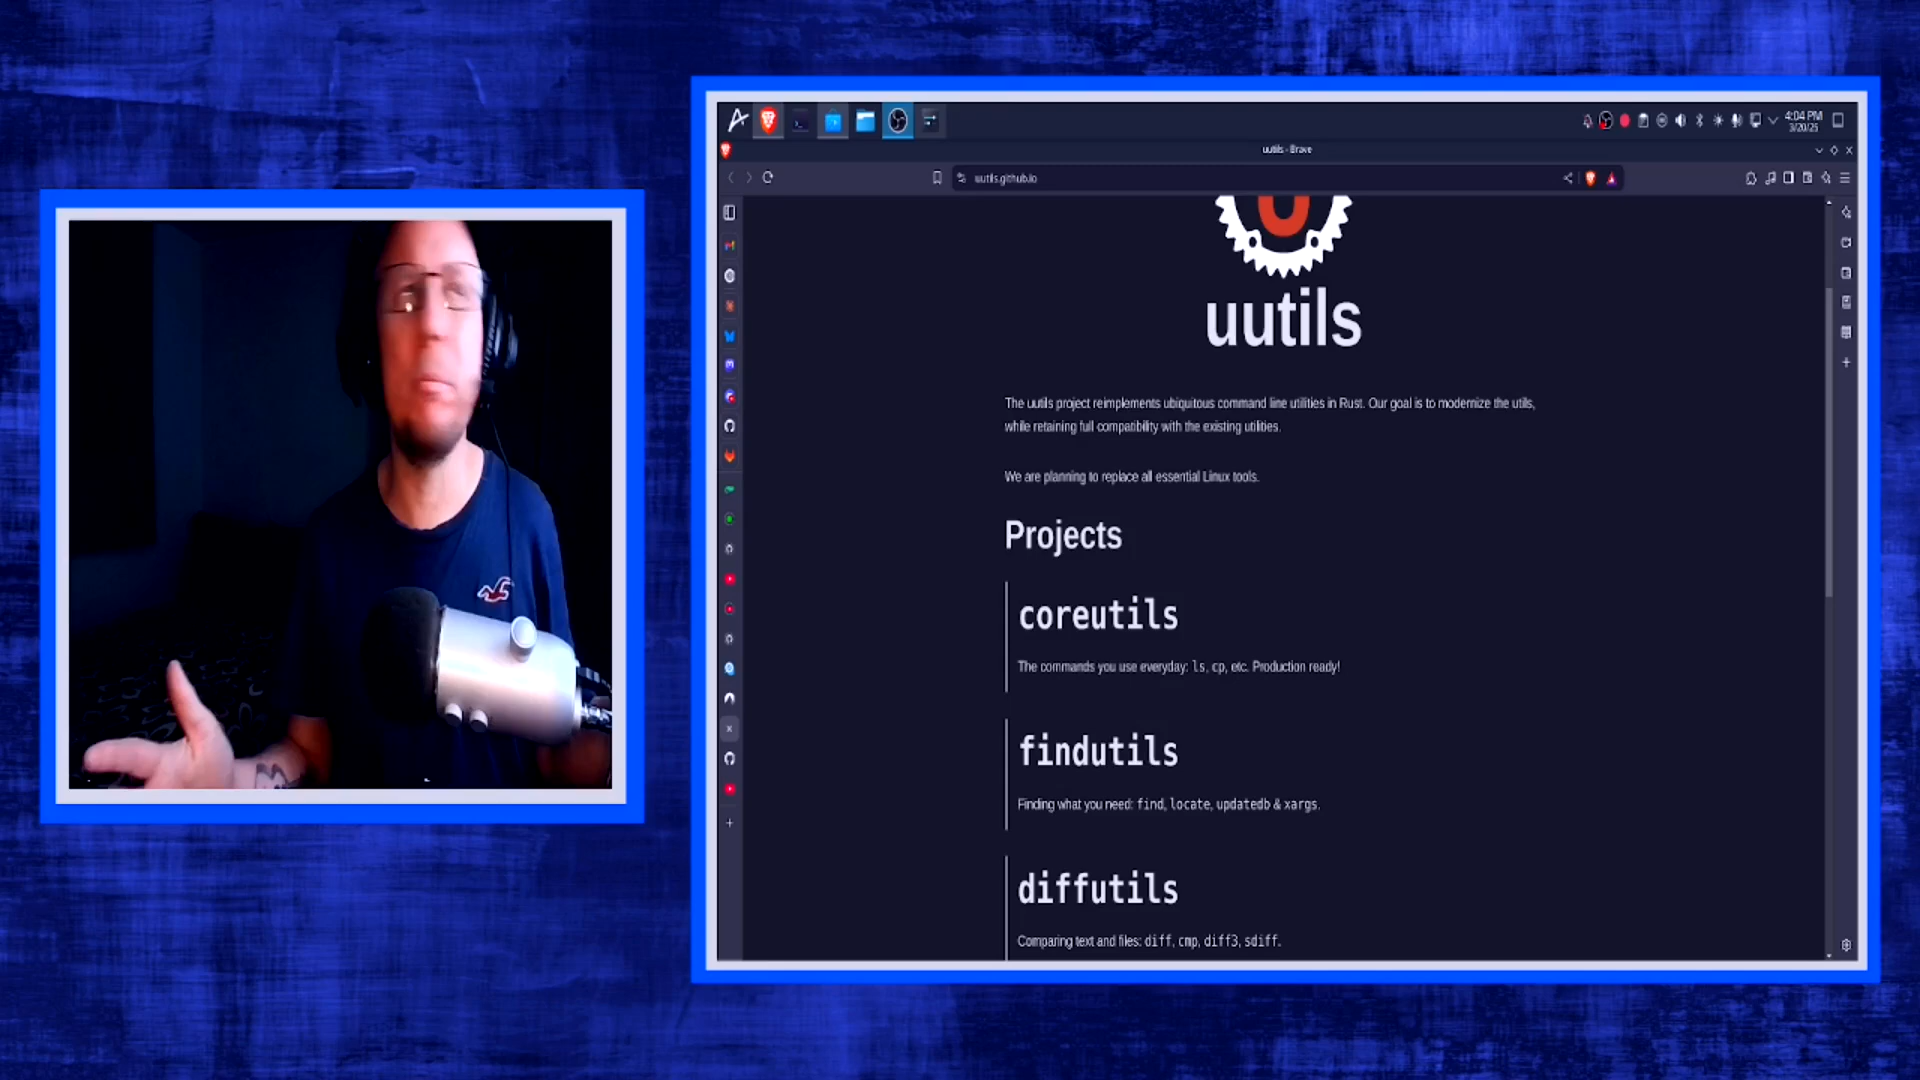 4:04 PM
3/20/25
uutils - Brave
uutils.github.io
uutils
The uutils project reimplements ubiquitous command line utilities in Rust. Our goal is to modernize the utils,
while retaining full compatibility with the existing utilities.
We are planning to replace all essential Linux tools.
Projects
coreutils
The commands you use everyday: ls, cp, etc. Production ready!
findutils
Finding what you need: find, locate, updatedb & xargs.
diffutils
Comparing text and files: diff, cmp, diff3, sdiff.